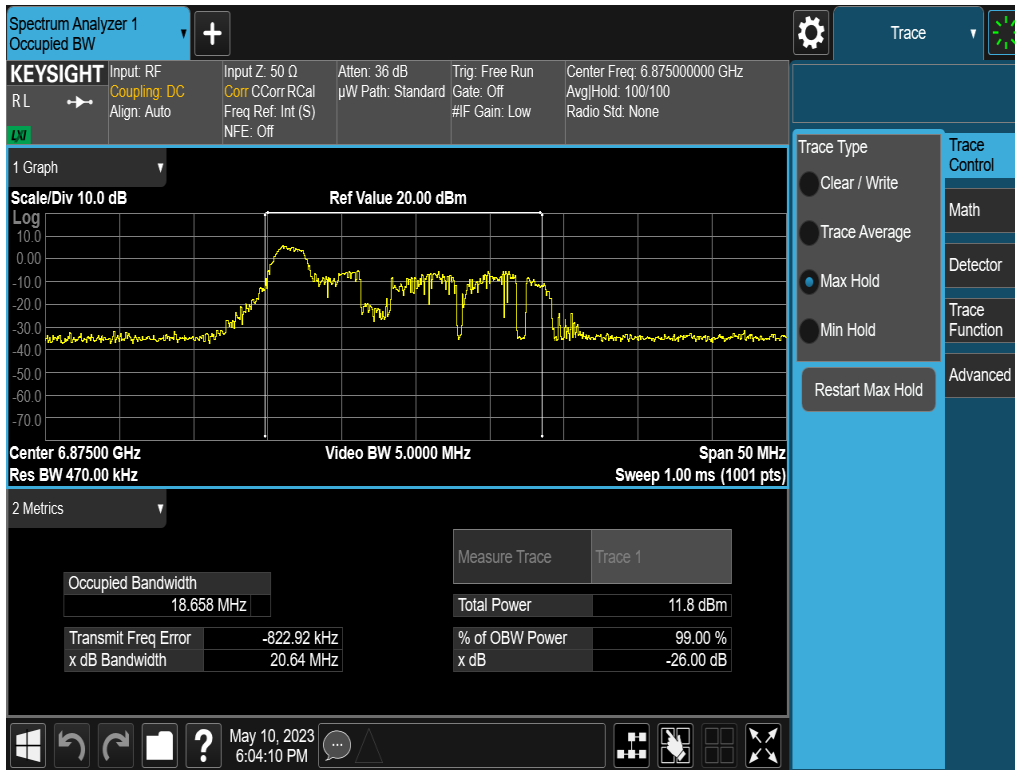 Spectrum Analyzer 1
Occupied BW
+
Trace
KEYSIGHT
R L
LXI
Input: RF
Coupling: DC
Align: Auto
Input Z: 50 Ω
Corr CCorr RCal
Freq Ref: Int (S)
NFE: Off
Atten: 36 dB
µW Path: Standard
Trig: Free Run
Gate: Off
#IF Gain: Low
Center Freq: 6.875000000 GHz
Avg|Hold: 100/100
Radio Std: None
1 Graph
Scale/Div 10.0 dB
Ref Value 20.00 dBm
Log
10.0
0.00
-10.0
-20.0
-30.0
-40.0
-50.0
-60.0
-70.0
Center 6.87500 GHz
Video BW 5.0000 MHz
Span 50 MHz
Res BW 470.00 kHz
Sweep 1.00 ms (1001 pts)
2 Metrics
Measure Trace
Trace 1
Occupied Bandwidth
18.658 MHz
Total Power
11.8 dBm
Transmit Freq Error
-822.92 kHz
% of OBW Power
99.00 %
x dB Bandwidth
20.64 MHz
x dB
-26.00 dB
Trace Type
Clear / Write
Trace Average
Max Hold
Min Hold
Restart Max Hold
Trace
Control
Math
Detector
Trace
Function
Advanced
?
May 10, 2023
6:04:10 PM